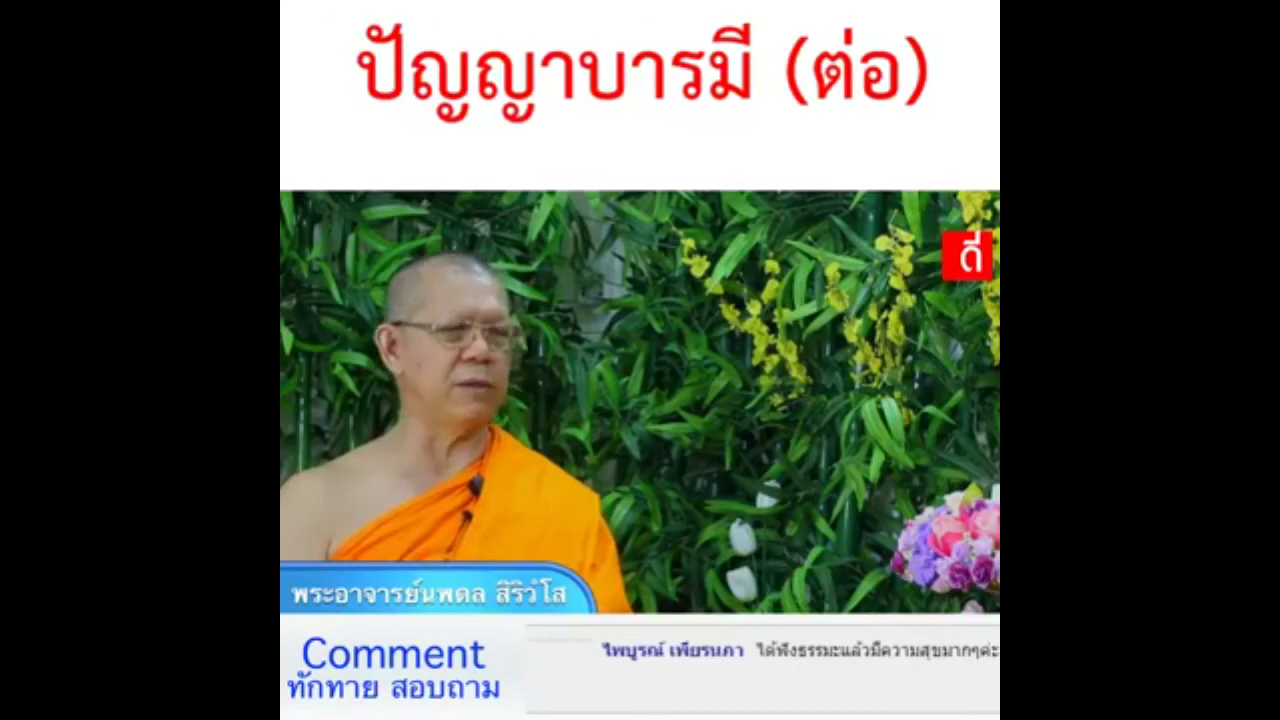 ปัญญาบารมี (ต่อ)
ดี
พระอาจารย์นพดล สิริวํโส
Comment
ทักทาย สอบถาม
ไพบูรณ์ เพียรนภา ได้ฟังธรรมะแล้วมีความสุขมากๆค่ะ